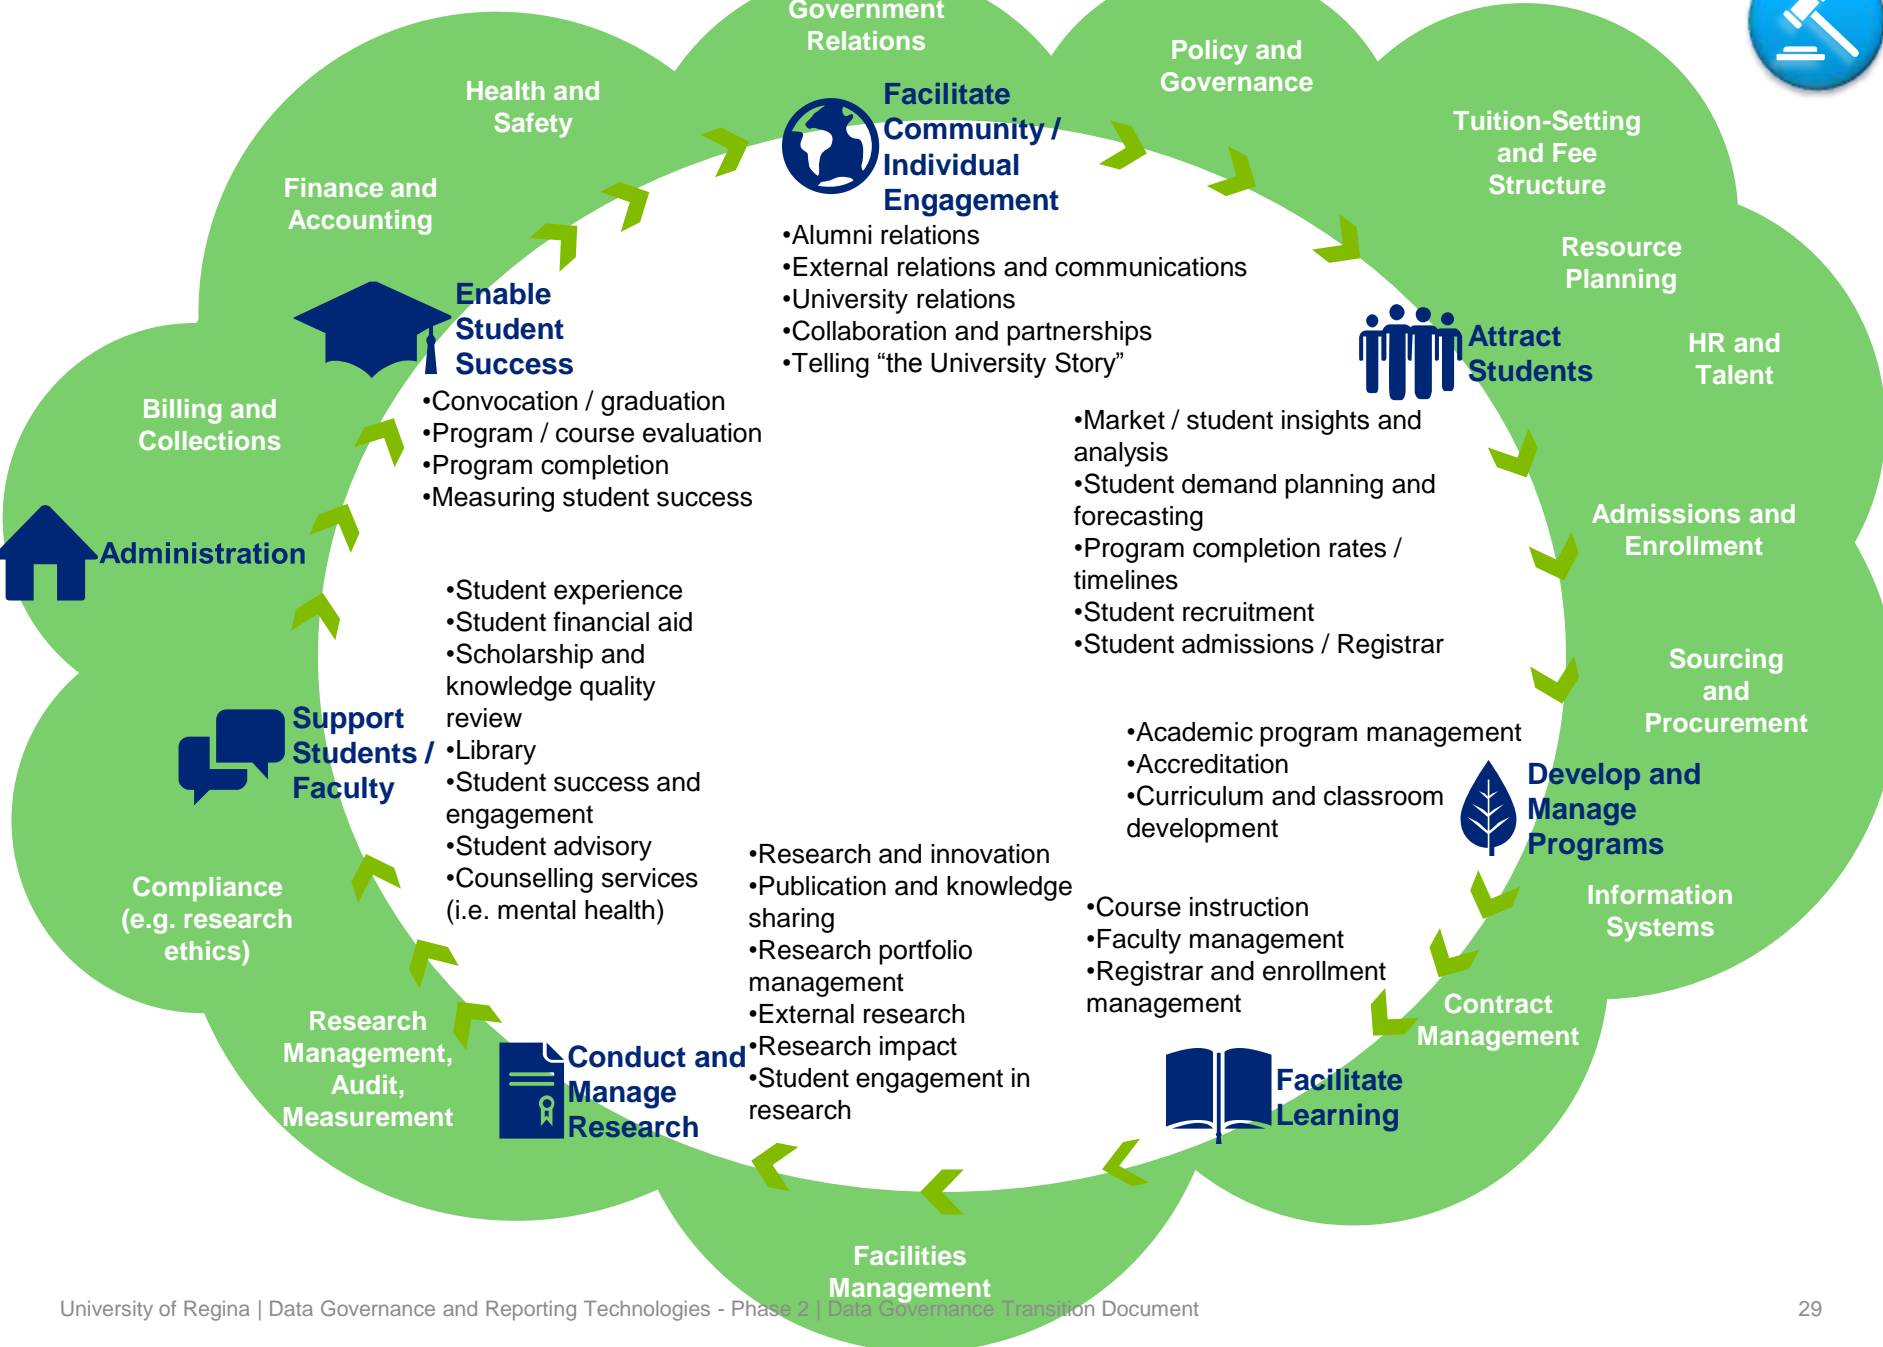 Government
Relations
Policy and
Governance
Health and
Safety
Tuition-Setting
and Fee
Structure
Finance and
Accounting
Resource
Planning
HR and
Talent
Billing and
Collections
Admissions and
Enrollment
Administration
Sourcing
and
Procurement
Compliance
(e.g. research
ethics)
Information
Systems
Research
Management,
Audit,
Measurement
Contract
Management
Facilities
Management
Facilitate
Community /
Individual
Engagement
•Alumni relations
•External relations and communications
•University relations
•Collaboration and partnerships
•Telling “the University Story”
Attract
Students
•Market / student insights and
analysis
•Student demand planning and
forecasting
•Program completion rates /
timelines
•Student recruitment
•Student admissions / Registrar
Develop and
Manage
Programs
•Academic program management
•Accreditation
•Curriculum and classroom
development
Facilitate
Learning
•Course instruction
•Faculty management
•Registrar and enrollment
management
Conduct and
Manage
Research
•Research and innovation
•Publication and knowledge
sharing
•Research portfolio
management
•External research
•Research impact
•Student engagement in
research
Support
Students /
Faculty
•Student experience
•Student financial aid
•Scholarship and
knowledge quality
review
•Library
•Student success and
engagement
•Student advisory
•Counselling services
(i.e. mental health)
Enable
Student
Success
•Convocation / graduation
•Program / course evaluation
•Program completion
•Measuring student success
University of Regina | Data Governance and Reporting Technologies - Phase 2 | Data Governance Transition Document
29